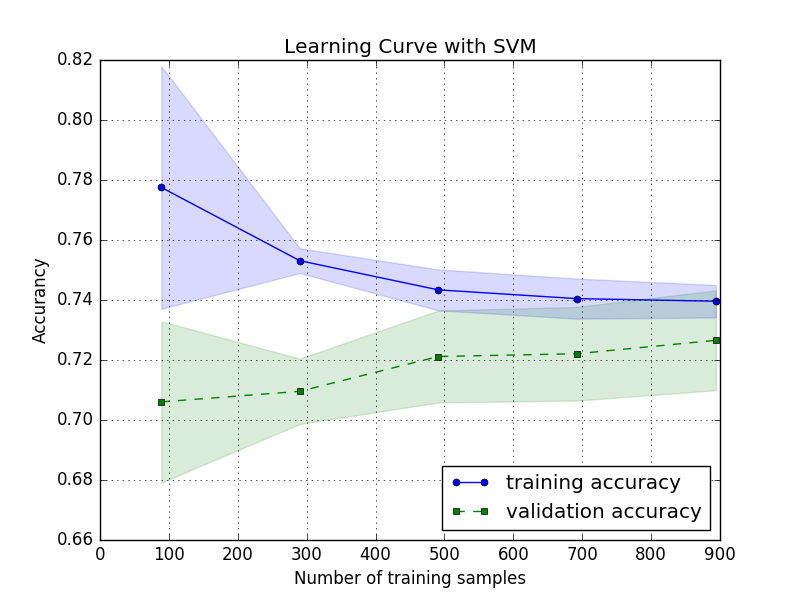 Learning Curve with SVM
0.82
0.80
0.78
0.76
0.74
0.72
0.70
0.68
0.66
Accurancy
training accuracy
validation accuracy
0 100 200 300 400 500 600 700 800 900
Number of training samples